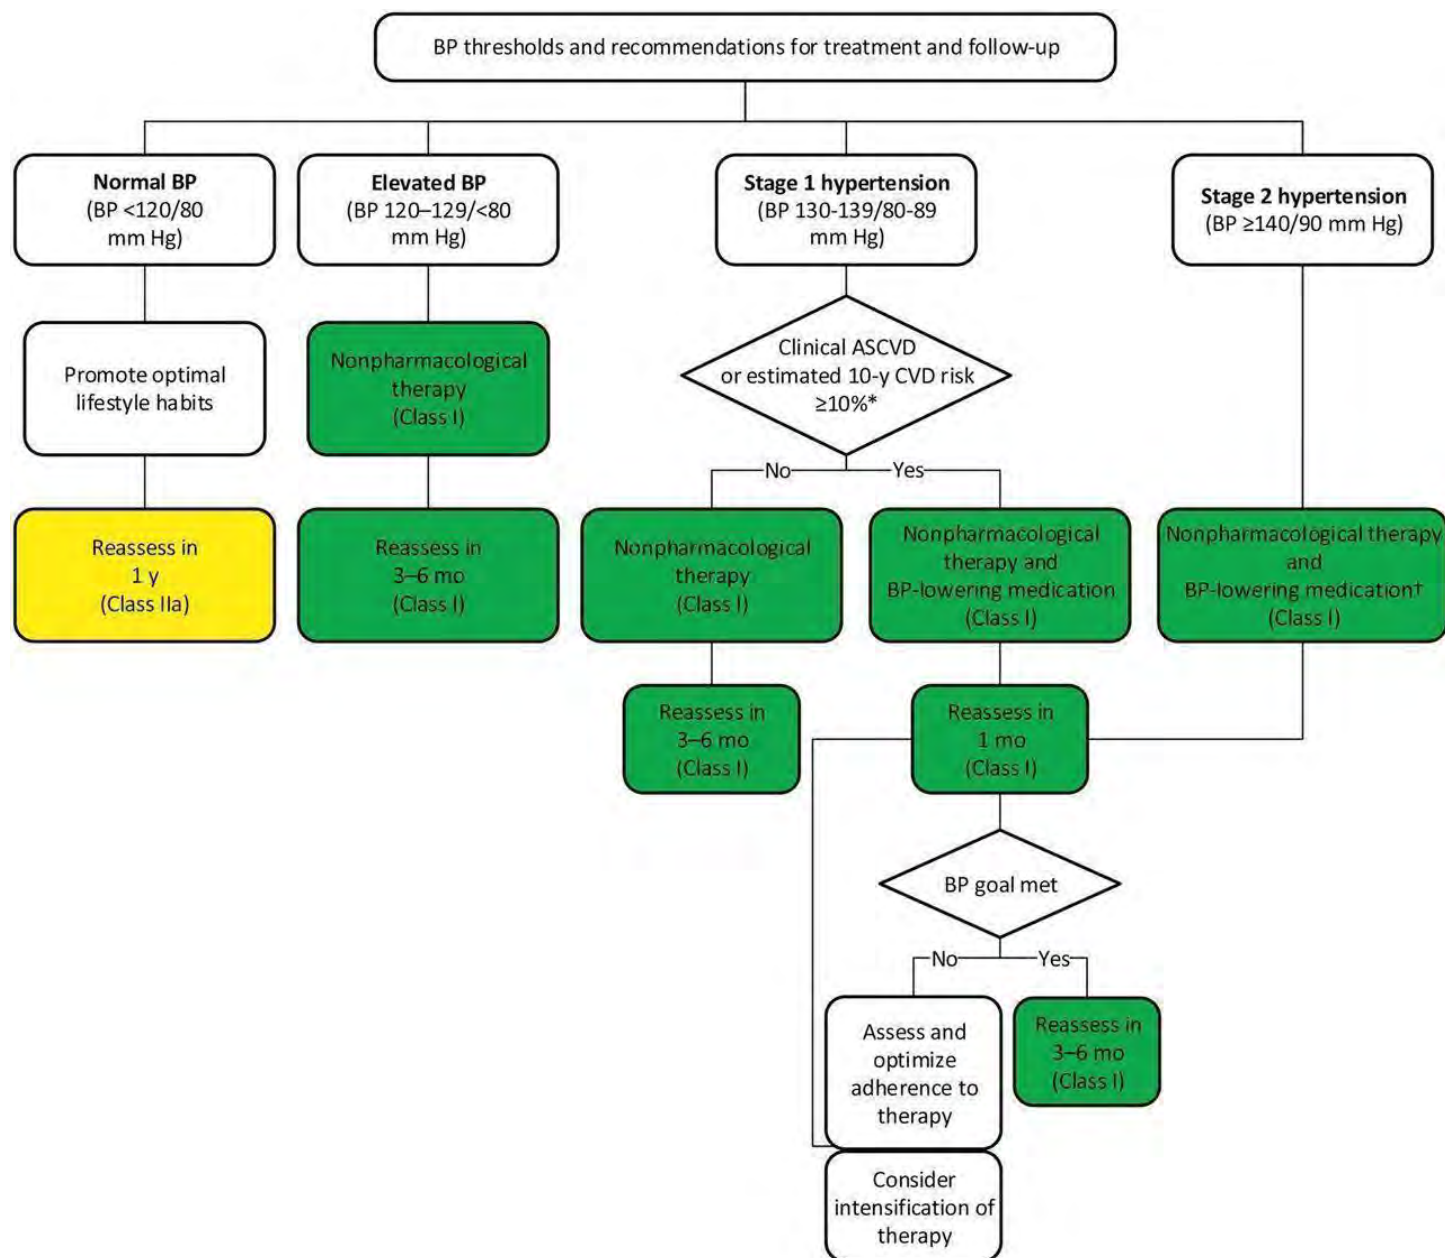 BP thresholds and recommendations for treatment and follow-up
Normal BP
(BP <120/80
mm Hg)
Elevated BP
(BP 120–129/<80
mm Hg)
Stage 1 hypertension
(BP 130-139/80-89
mm Hg)
Stage 2 hypertension
(BP ≥140/90 mm Hg)
Promote optimal
lifestyle habits
Nonpharmacological
therapy
(Class I)
Clinical ASCVD
or estimated 10-y CVD risk
≥10%*
No
Yes
Reassess in
1 y
(Class IIa)
Reassess in
3–6 mo
(Class I)
Nonpharmacological
therapy
(Class I)
Nonpharmacological
therapy and
BP-lowering medication
(Class I)
Nonpharmacological therapy
and
BP-lowering medication†
(Class I)
Reassess in
3–6 mo
(Class I)
Reassess in
1 mo
(Class I)
BP goal met
No
Yes
Assess and
optimize
adherence to
therapy
Reassess in
3–6 mo
(Class I)
Consider
intensification of
therapy